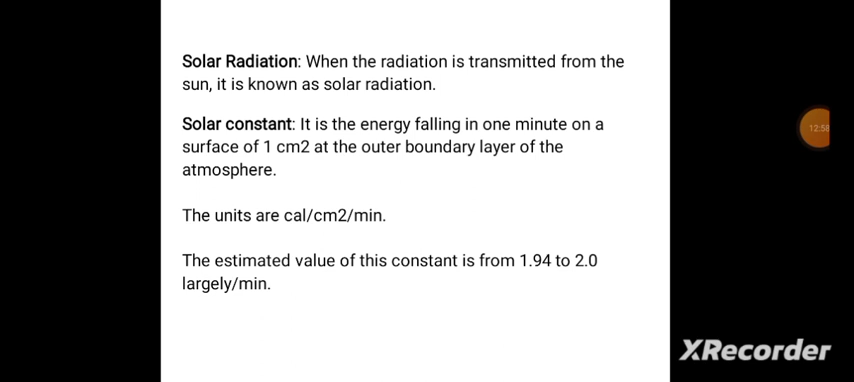 Solar Radiation: When the radiation is transmitted from the
sun, it is known as solar radiation.
Solar constant: It is the energy falling in one minute on a
surface of 1 cm2 at the outer boundary layer of the
atmosphere.
The units are cal/cm2/min.
The estimated value of this constant is from 1.94 to 2.0
largely/min.
12:58
XRecorder